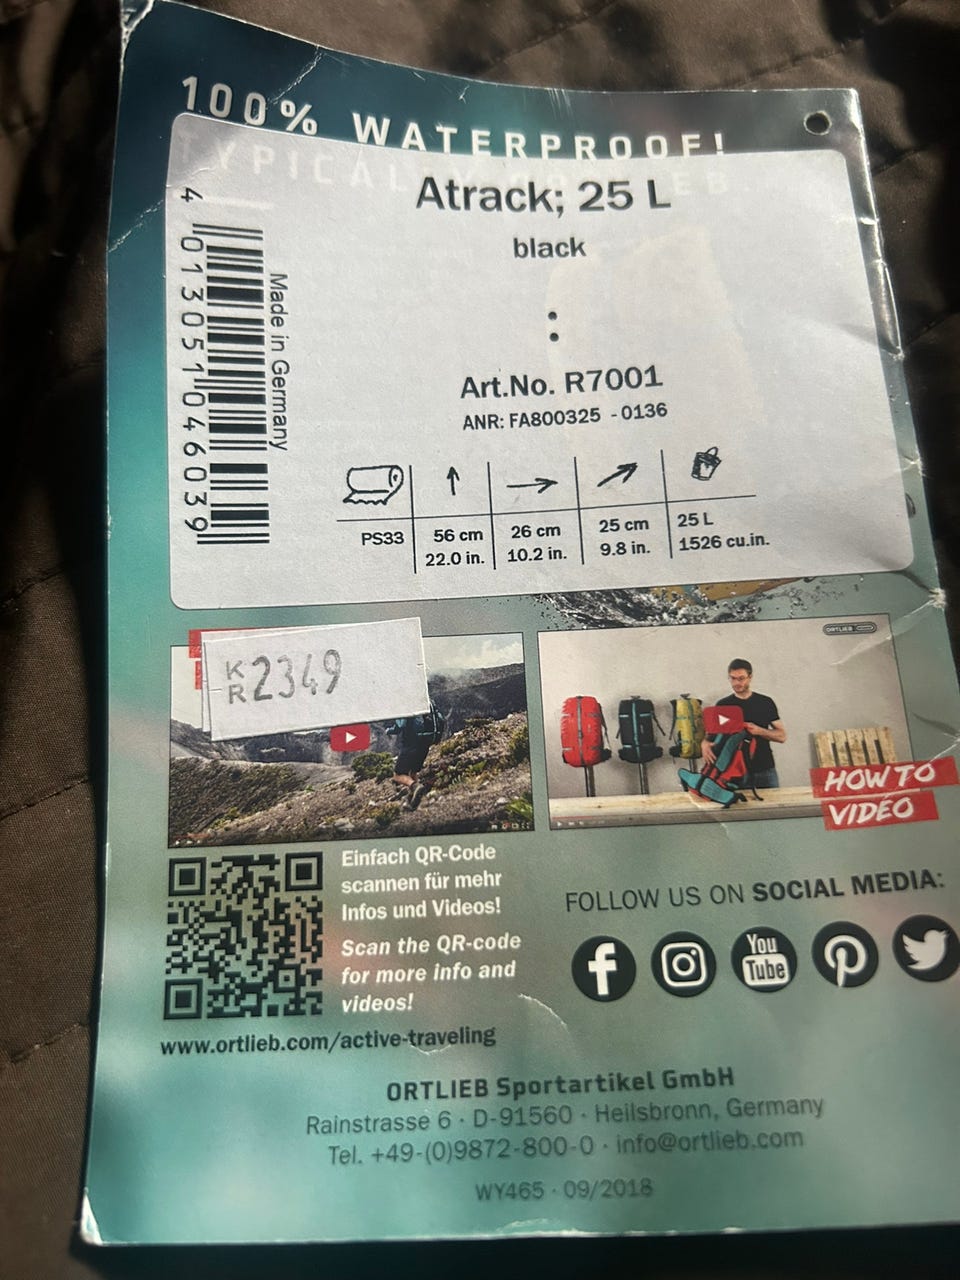 100% WATERPROOF!
TYPICALLY ORTLIEB.
Atrack; 25 L
black
:
Art.No. R7001
ANR: FA800325 - 0136
4 013051 046039
Made in Germany
PS33 56 cm 26 cm 25 cm 25 L
22.0 in. 10.2 in. 9.8 in. 1526 cu.in.
KR2349
ORTLIEB
HOW TO
VIDEO
Einfach QR-Code
scannen für mehr
Infos und Videos!
Scan the QR-code
for more info and
videos!
www.ortlieb.com/active-traveling
FOLLOW US ON SOCIAL MEDIA:
You
Tube
ORTLIEB Sportartikel GmbH
Rainstrasse 6 · D-91560 · Heilsbronn, Germany
Tel. +49-(0)9872-800-0 · info@ortlieb.com
WY465 · 09/2018